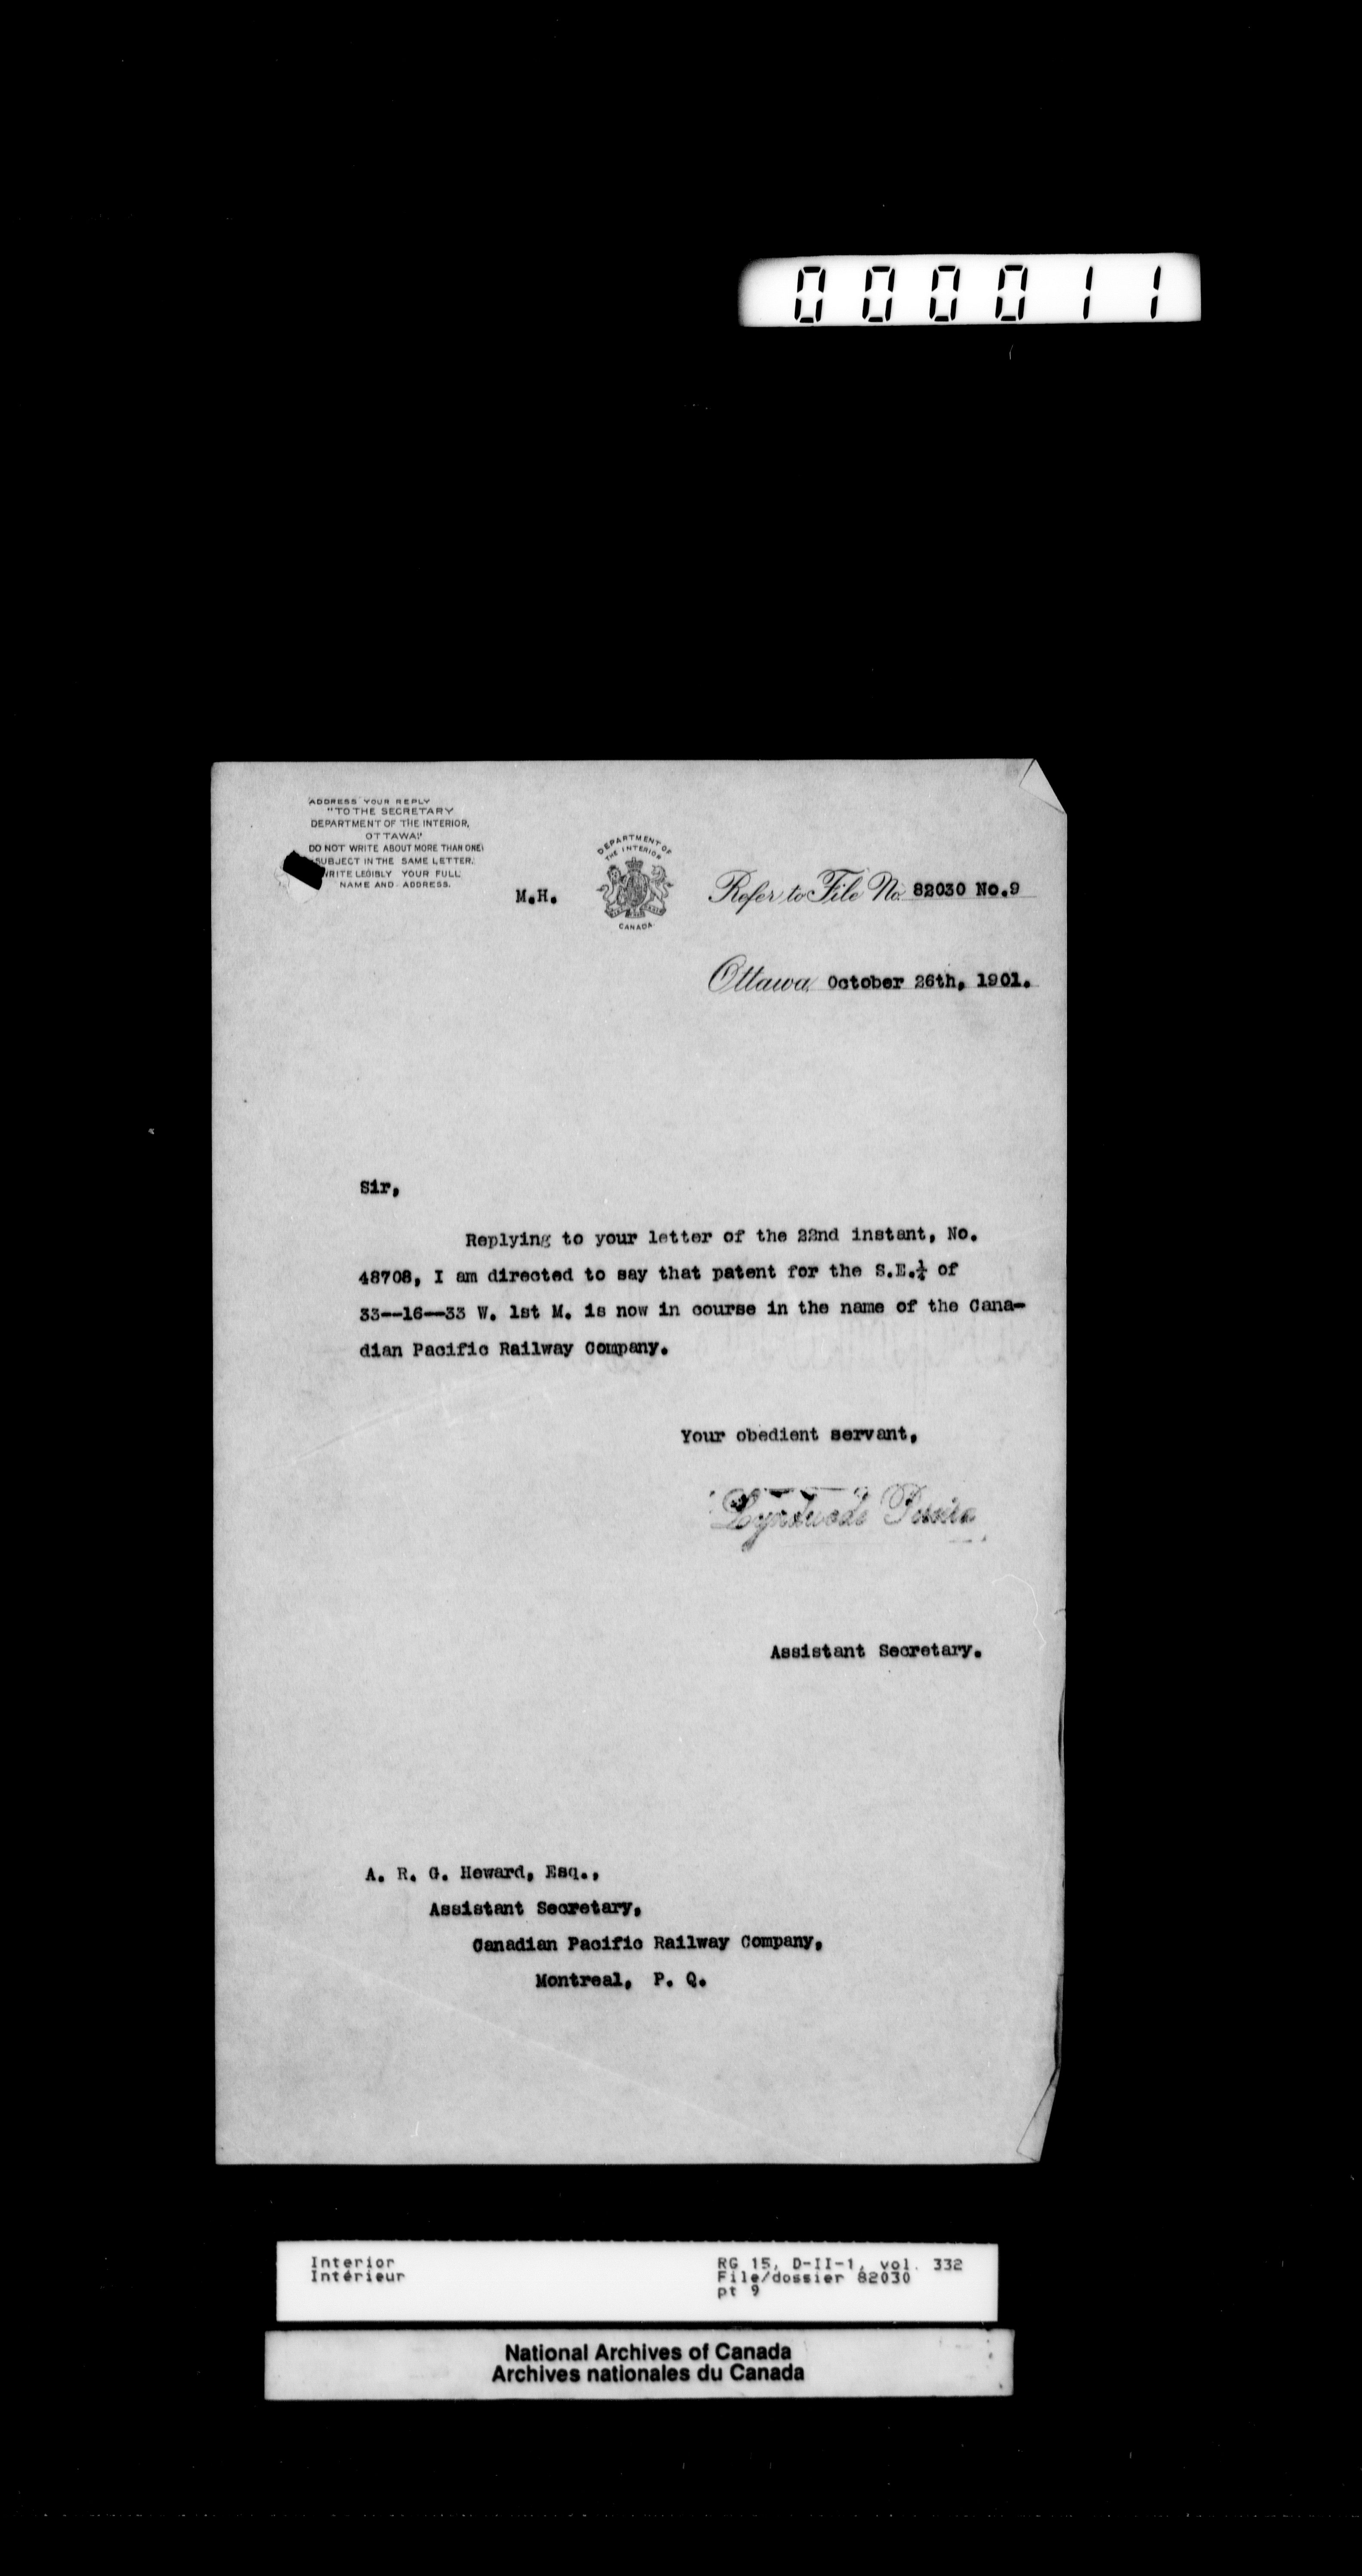 000011
ADDRESS YOUR REPLY
"TO THE SECRETARY
DEPARTMENT OF THE INTERIOR,
OTTAWA."
DO NOT WRITE ABOUT MORE THAN ONE
SUBJECT IN THE SAME LETTER.
WRITE LEGIBLY YOUR FULL
NAME AND ADDRESS.
M.H.
DEPARTMENT OF
THE INTERIOR
CANADA
Refer to File No. 82030 No.9
Ottawa, October 26th, 1901.
Sir,
Replying to your letter of the 22nd instant, No.
48708, I am directed to say that patent for the S.E.¼ of
33--16--33 W. 1st M. is now in course in the name of the Cana-
dian Pacific Railway Company.
Your obedient servant,
Lyndwode Pereira
Assistant Secretary.
A. R. G. Heward, Esq.,
Assistant Secretary,
Canadian Pacific Railway Company,
Montreal, P. Q.
Interior
Intérieur
RG 15, D-II-1, vol. 332
File/dossier 82030
pt 9
National Archives of Canada
Archives nationales du Canada